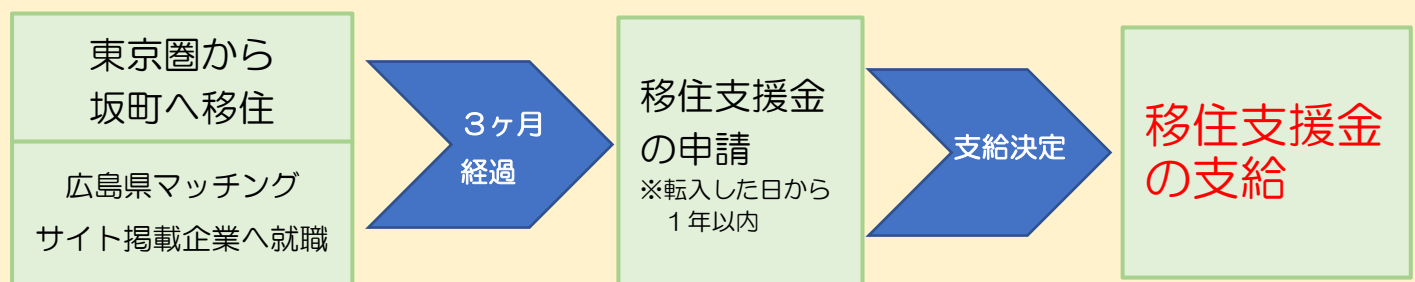 東京圏から
坂町へ移住
広島県マッチング
サイト掲載企業へ就職
３ヶ月
経過
移住支援金
の申請
※転入した日から
１年以内
支給決定
移住支援金
の支給